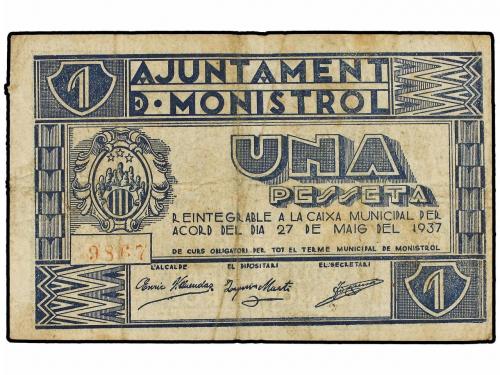 1
AJUNTAMENT
D· MONISTROL
UNA
PESSETA
REINTEGRABLE A LA CAIXA MUNICIPAL PER
ACORD DEL DIA 27 DE MAIG DEL 1937
DE CURS OBLIGATORI PER TOT EL TERME MUNICIPAL DE MONISTROL
L'ALCALDE EL DIPOSITARI EL SECRETARI
Enric
1